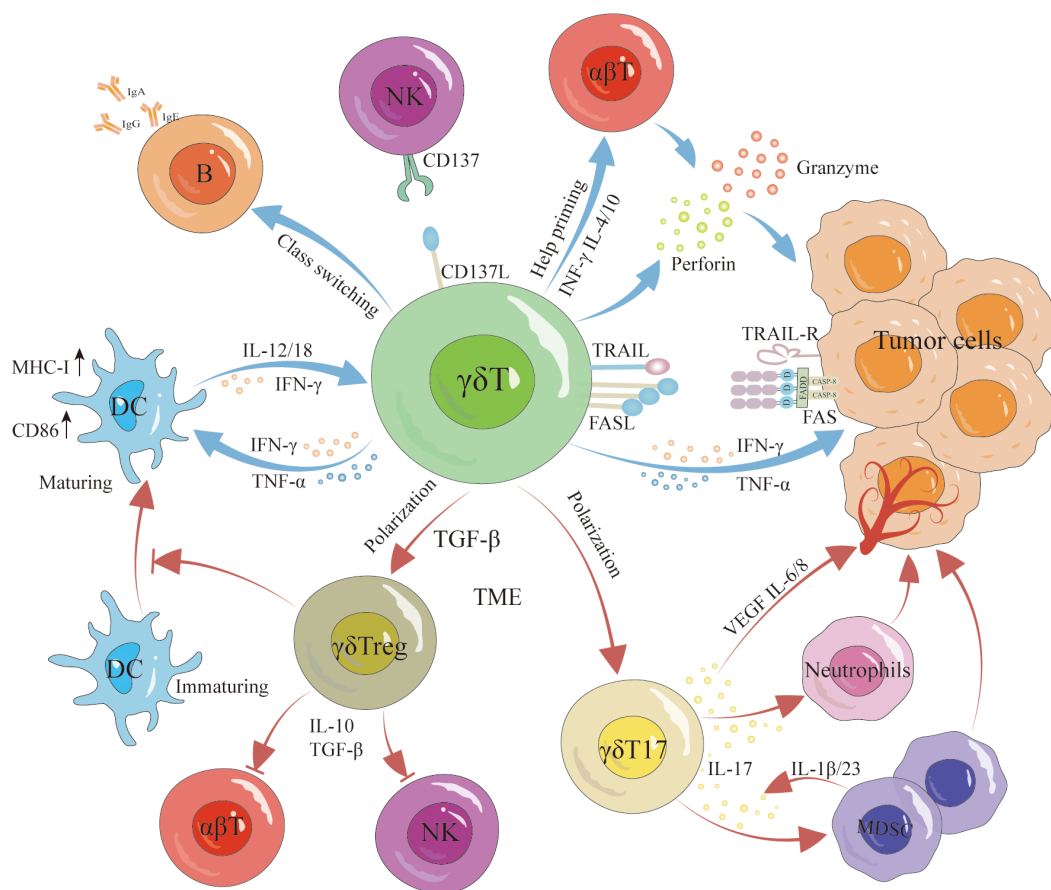 IgA
IgG
IgE
B
NK
CD137
αβT
Granzyme
Perforin
Class switching
CD137L
Help priming
INF-γ IL-4/10
TRAIL-R
Tumor cells
MHC-I
CD86
DC
Maturing
IL-12/18
IFN-γ
γδT
TRAIL
FASL
D
D
D
FADD
CASP-8
CASP-8
FAS
IFN-γ
TNF-α
IFN-γ
TNF-α
Polarization
TGF-β
Polarization
TME
DC
Immaturing
γδTreg
IL-10
TGF-β
VEGF IL-6/8
Neutrophils
γδT17
IL-17
IL-1β/23
MDSC
αβT
NK